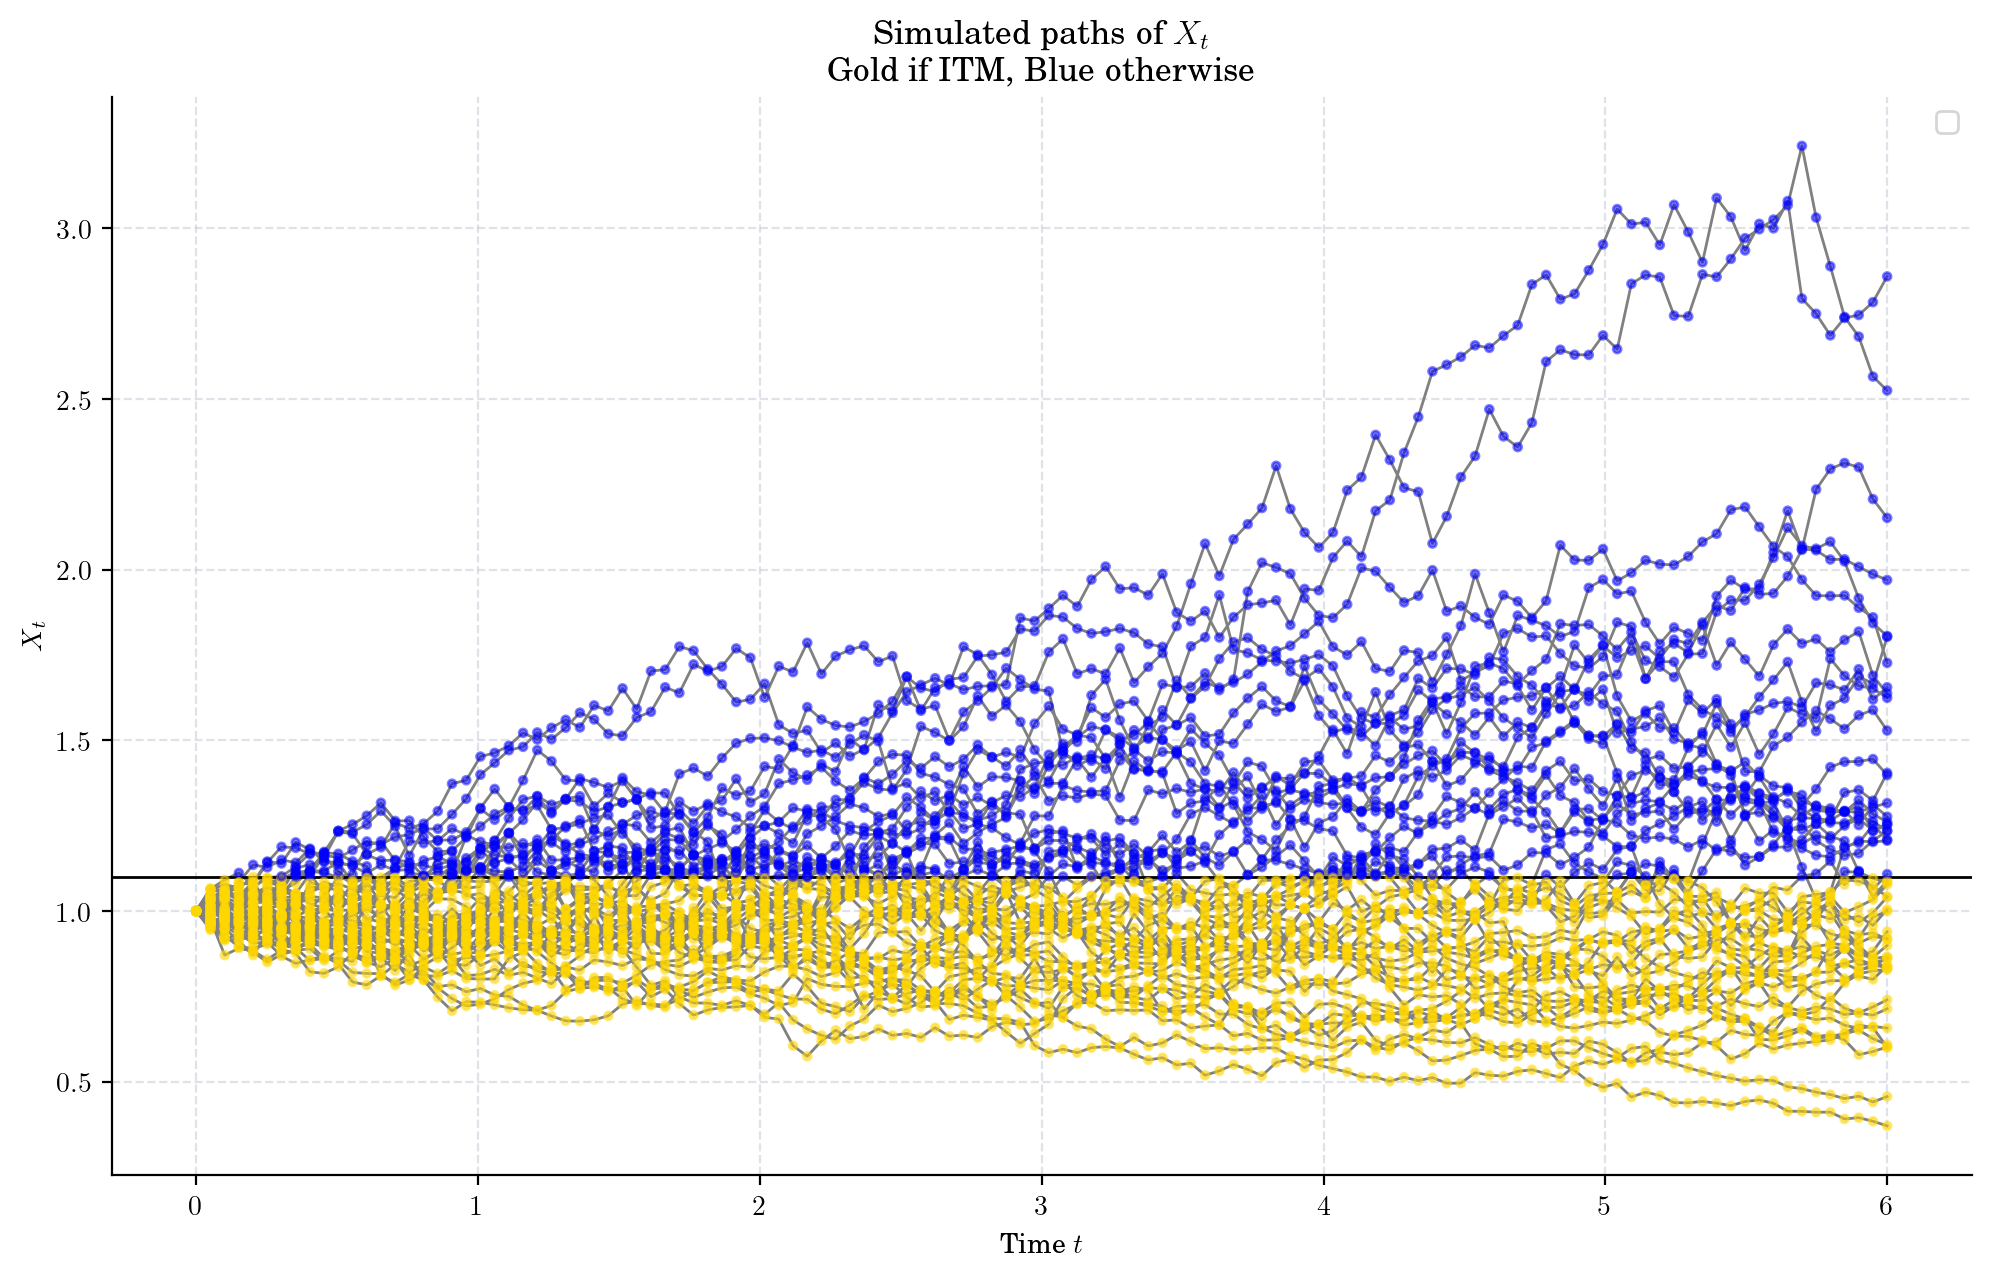 Simulated paths of X_t
Gold if ITM, Blue otherwise
X_t
3.0
2.5
2.0
1.5
1.0
0.5
0 1 2 3 4 5 6
Time t